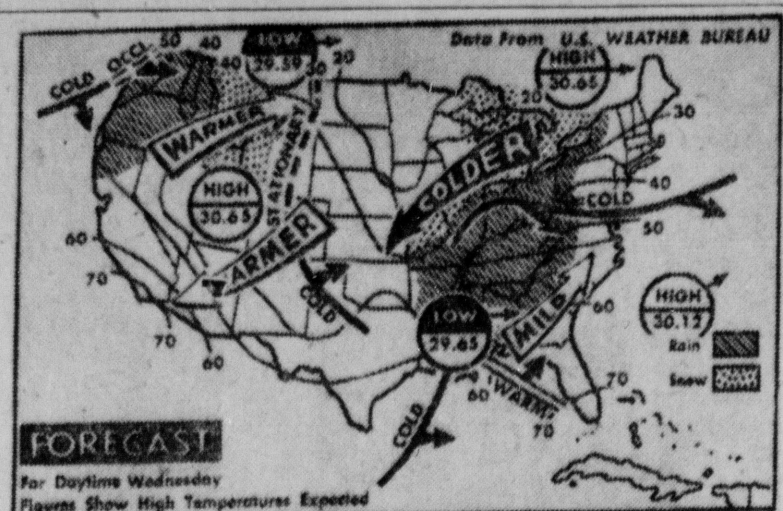 Data From U.S. WEATHER BUREAU
COLD OCCL. 50 40 40
LOW
29.59
30 20
HIGH
30.65
20
30
WARMER
STATIONARY
COLDER
HIGH
30.65
40
COLD
50
60
70
WARMER
COLD
70
60
LOW
29.65
MILD
60
HIGH
30.12
Rain
Snow
COLD
60
WARM
70
70
FORECAST
For Daytime Wednesday
Figures Show High Temperatures Expected